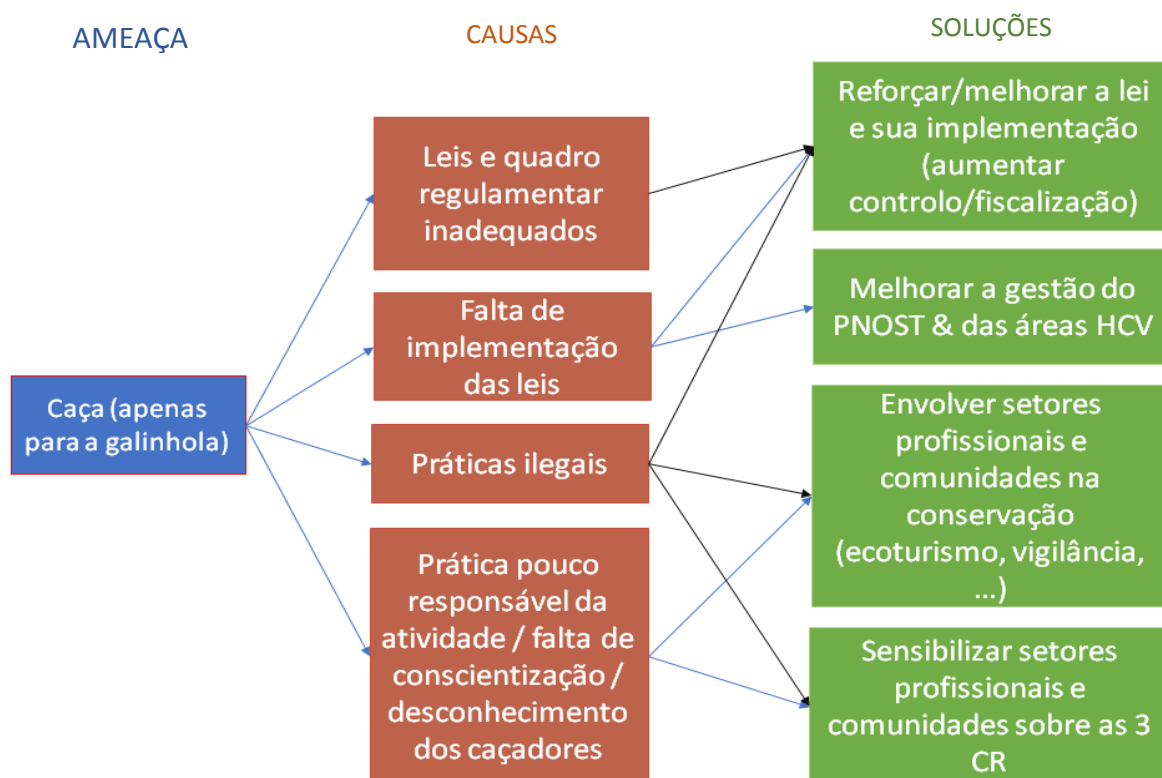 AMEAÇA
CAUSAS
SOLUÇÕES
Caça (apenas
para a galinhola)
Leis e quadro
regulamentar
inadequados
Falta de
implementação
das leis
Práticas ilegais
Prática pouco
responsável da
atividade / falta de
conscientização /
desconhecimento
dos caçadores
Reforçar/melhorar a lei
e sua implementação
(aumentar
controlo/fiscalização)
Melhorar a gestão do
PNOST & das áreas HCV
Envolver setores
profissionais e
comunidades na
conservação
(ecoturismo, vigilância,
...)
Sensibilizar setores
profissionais e
comunidades sobre as 3
CR